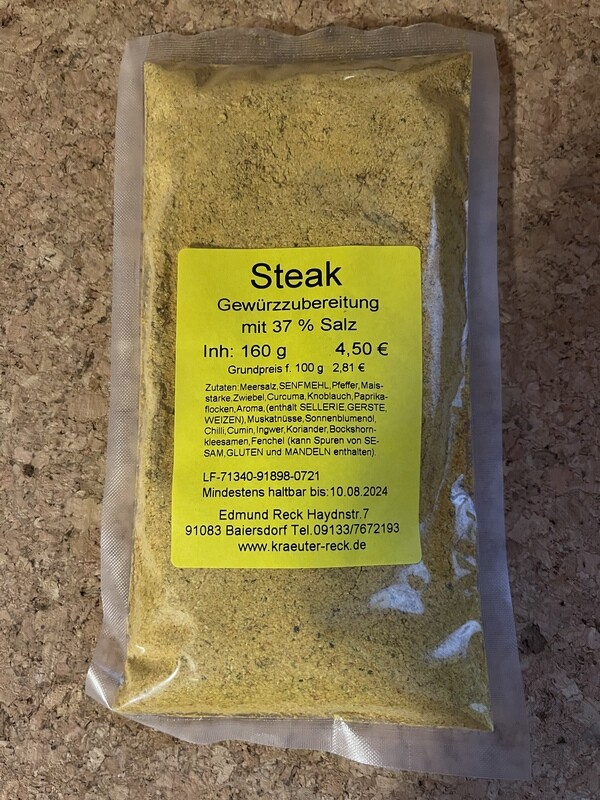 Steak
Gewürzzubereitung
mit 37 % Salz
Inh: 160 g 4,50 €
Grundpreis f. 100 g 2,81 €
Zutaten:Meersalz,SENFMEHL,Pfeffer,Mais-
stärke,Zwiebel,Curcuma,Knoblauch,Paprika-
flocken,Aroma,(enthält SELLERIE,GERSTE,
WEIZEN),Muskatnüsse,Sonnenblumenöl,
Chilli,Cumin,Ingwer,Koriander,Bockshorn-
kleesamen,Fenchel (kann Spuren von SE-
SAM,GLUTEN und MANDELN enthalten).
LF-71340-91898-0721
Mindestens haltbar bis:10.08.2024
Edmund Reck Haydnstr.7
91083 Baiersdorf Tel.09133/7672193
www.kraeuter-reck.de